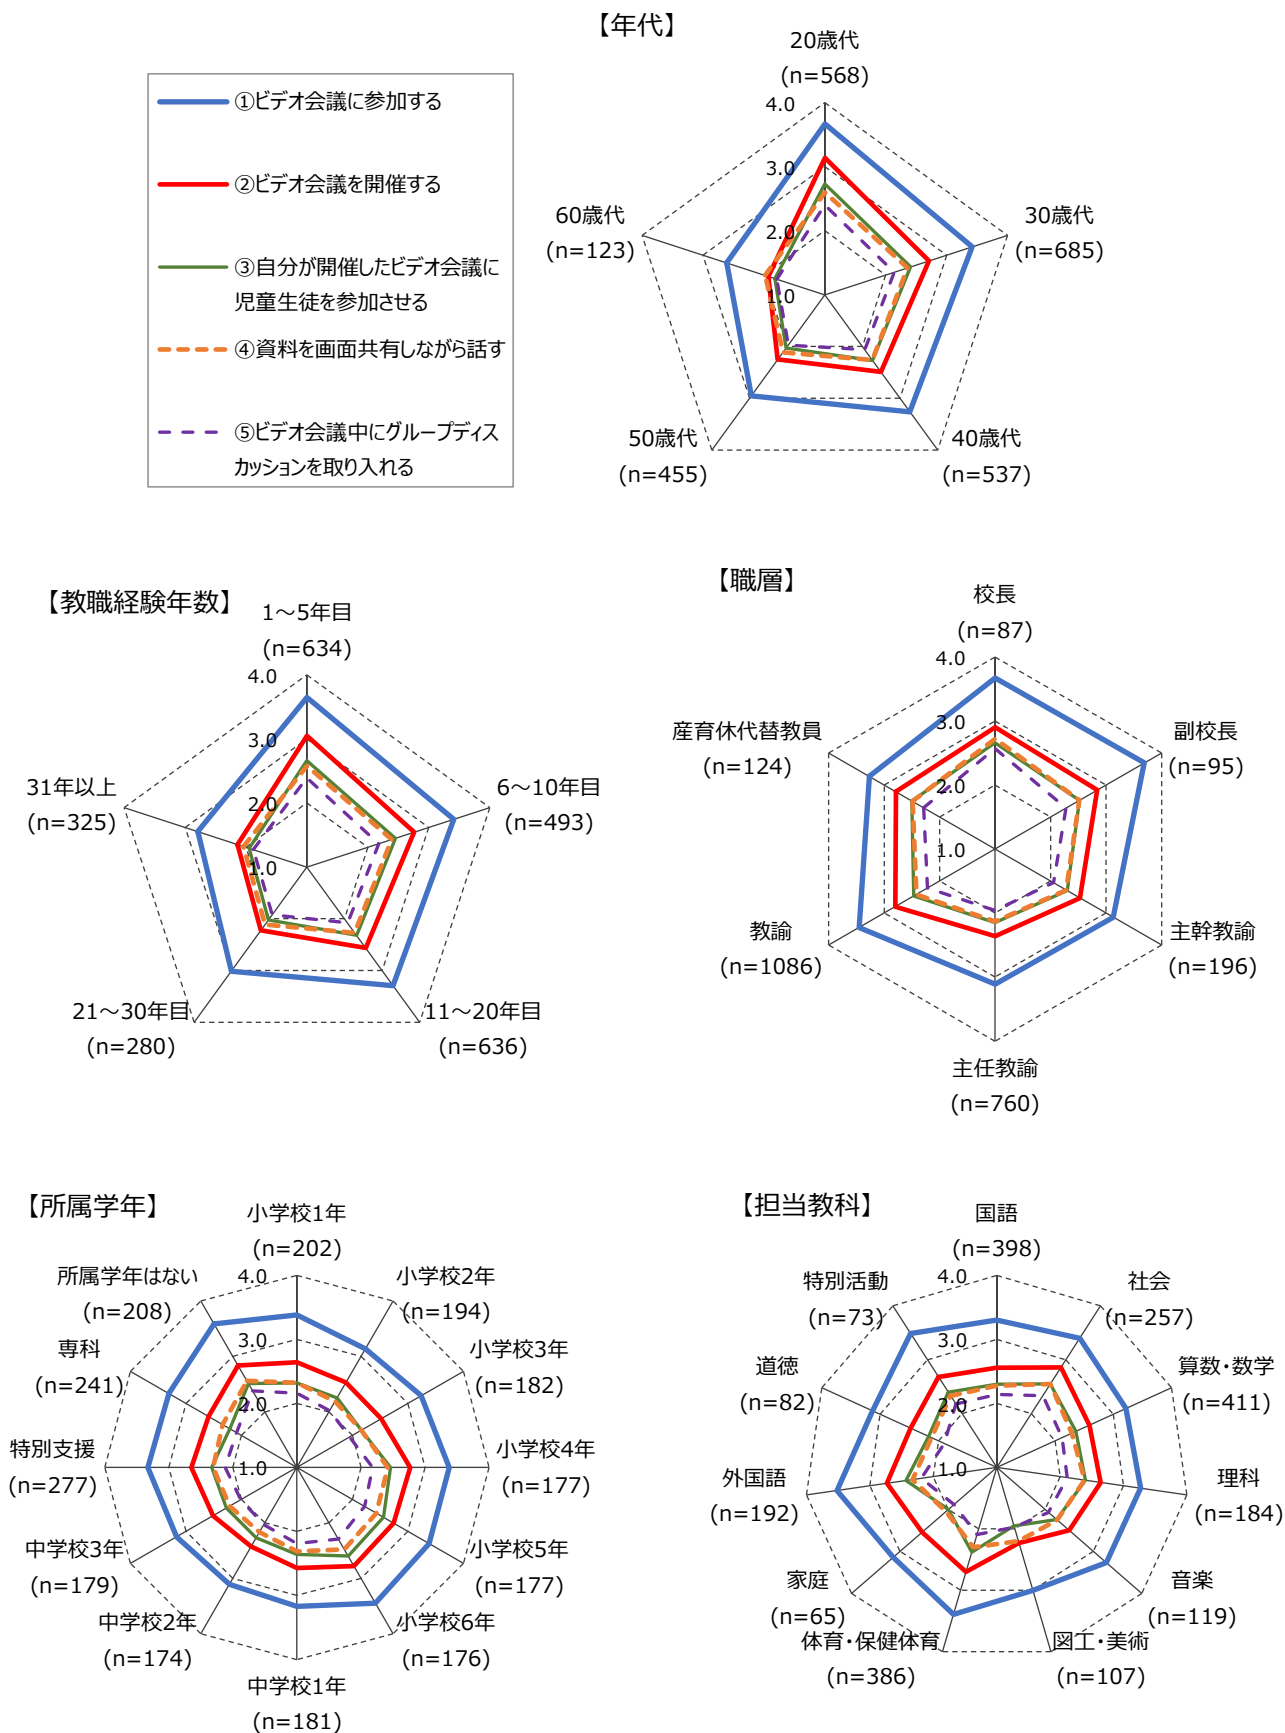 【年代】
①ビデオ会議に参加する
②ビデオ会議を開催する
③自分が開催したビデオ会議に
児童生徒を参加させる
④資料を画面共有しながら話す
⑤ビデオ会議中にグループディス
カッションを取り入れる
20歳代
(n=568)
4.0
3.0
2.0
1.0
30歳代
(n=685)
40歳代
(n=537)
50歳代
(n=455)
60歳代
(n=123)
【教職経験年数】
1～5年目
(n=634)
4.0
3.0
2.0
1.0
6～10年目
(n=493)
11～20年目
(n=636)
21～30年目
(n=280)
31年以上
(n=325)
【職層】
校長
(n=87)
4.0
3.0
2.0
1.0
副校長
(n=95)
主幹教諭
(n=196)
主任教諭
(n=760)
教諭
(n=1086)
産育休代替教員
(n=124)
【所属学年】
小学校1年
(n=202)
4.0
3.0
2.0
1.0
小学校2年
(n=194)
小学校3年
(n=182)
小学校4年
(n=177)
小学校5年
(n=177)
小学校6年
(n=176)
中学校1年
(n=181)
中学校2年
(n=174)
中学校3年
(n=179)
特別支援
(n=277)
専科
(n=241)
所属学年はない
(n=208)
【担当教科】
国語
(n=398)
4.0
3.0
2.0
1.0
社会
(n=257)
算数・数学
(n=411)
理科
(n=184)
音楽
(n=119)
図工・美術
(n=107)
体育・保健体育
(n=386)
家庭
(n=65)
外国語
(n=192)
道徳
(n=82)
特別活動
(n=73)